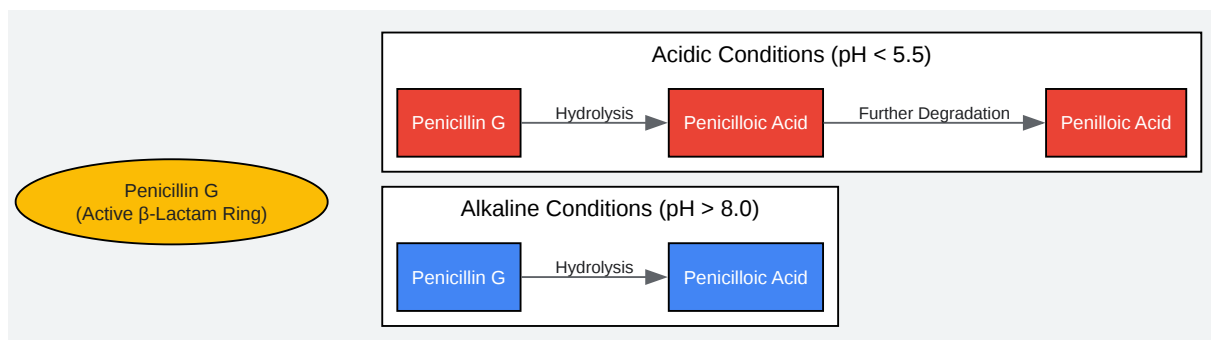 Acidic Conditions (pH < 5.5)
Penicillin G
Hydrolysis
Penicilloic Acid
Further Degradation
Penilloic Acid
Penicillin G
(Active β-Lactam Ring)
Alkaline Conditions (pH > 8.0)
Penicillin G
Hydrolysis
Penicilloic Acid